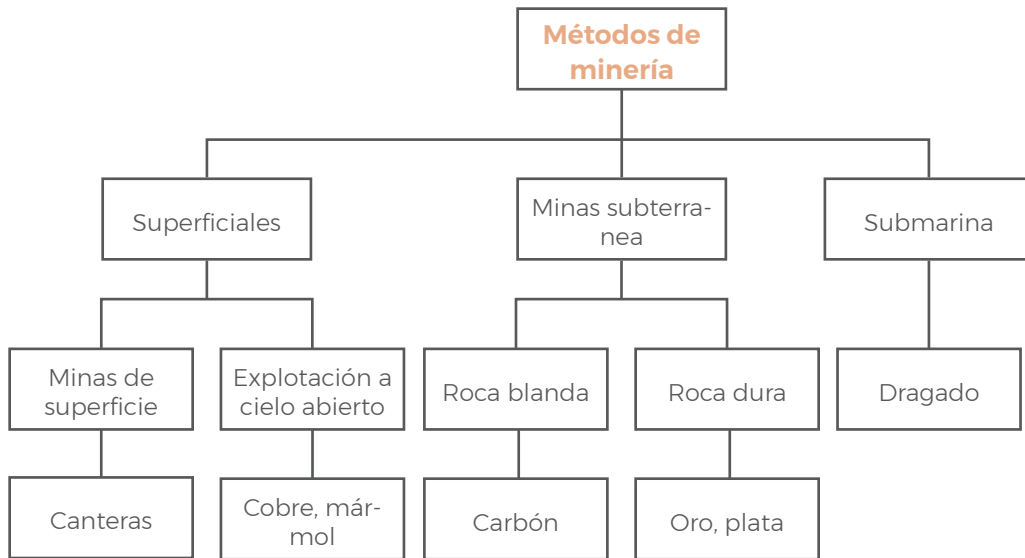 Métodos de
minería
Superficiales
Minas subterra-
nea
Submarina
Minas de
superficie
Explotación a
cielo abierto
Roca blanda
Roca dura
Dragado
Canteras
Cobre, már-
mol
Carbón
Oro, plata